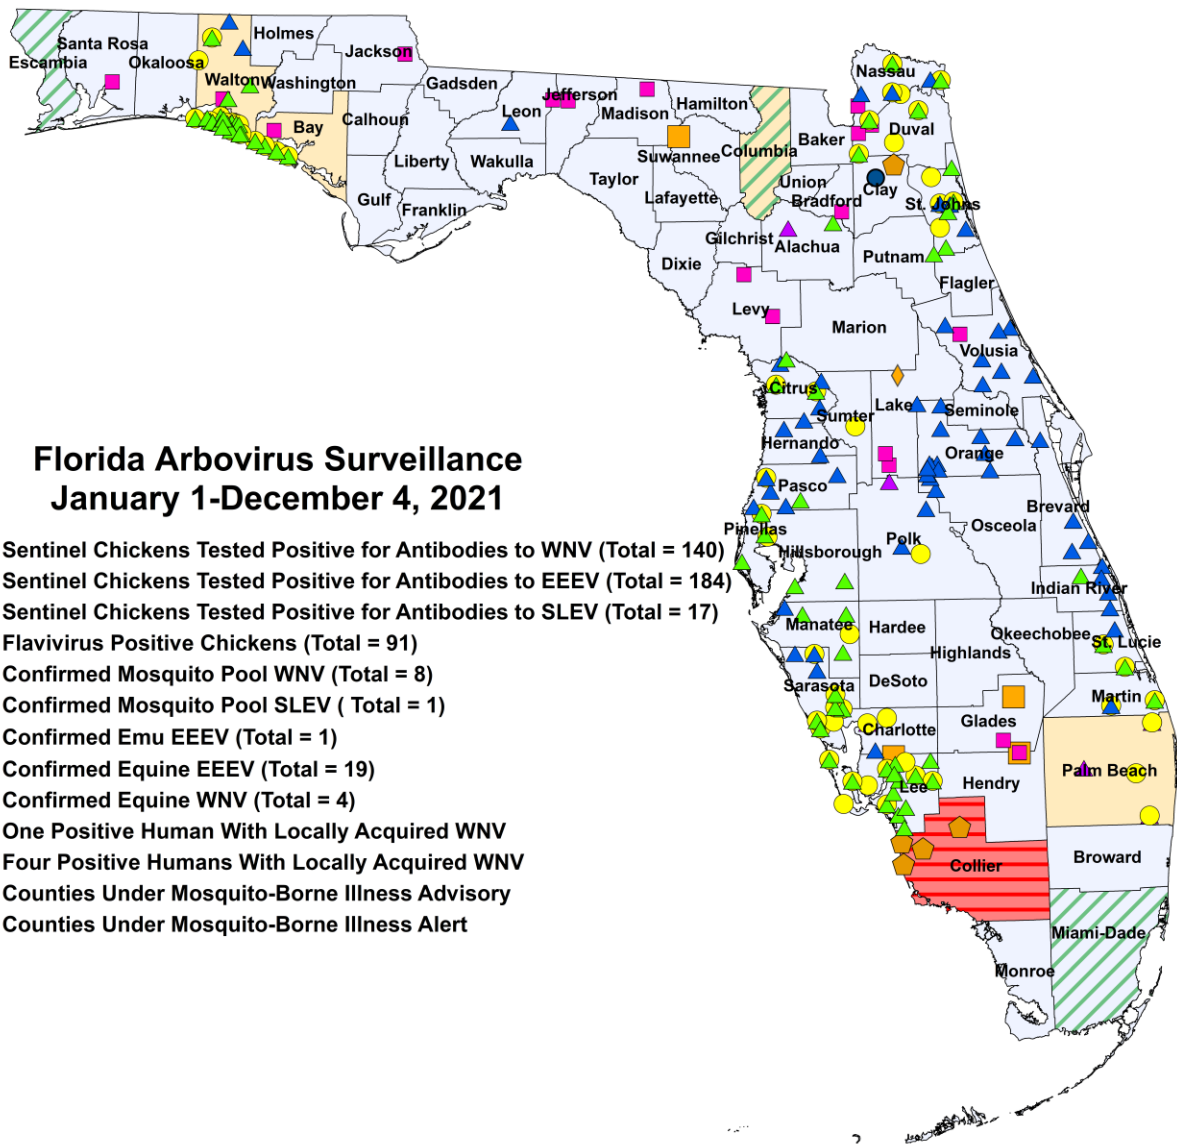 Escambia
Santa Rosa
Okaloosa
Walton
Holmes
Washington
Jackson
Bay
Calhoun
Gulf
Gadsden
Liberty
Franklin
Leon
Wakulla
Jefferson
Madison
Taylor
Hamilton
Suwannee
Lafayette
Columbia
Dixie
Gilchrist
Baker
Union
Bradford
Alachua
Nassau
Duval
Clay
St. Johns
Putnam
Flagler
Levy
Marion
Volusia
Citrus
Sumter
Lake
Seminole
Hernando
Orange
Pasco
Brevard
Osceola
Pinellas
Hillsborough
Polk
Indian River
Manatee
Hardee
Okeechobee
Highlands
St. Lucie
DeSoto
Sarasota
Martin
Charlotte
Glades
Lee
Hendry
Palm Beach
Collier
Broward
Miami-Dade
Monroe
Florida Arbovirus Surveillance
January 1-December 4, 2021
Sentinel Chickens Tested Positive for Antibodies to WNV (Total = 140)
Sentinel Chickens Tested Positive for Antibodies to EEEV (Total = 184)
Sentinel Chickens Tested Positive for Antibodies to SLEV (Total = 17)
Flavivirus Positive Chickens (Total = 91)
Confirmed Mosquito Pool WNV (Total = 8)
Confirmed Mosquito Pool SLEV ( Total = 1)
Confirmed Emu EEEV (Total = 1)
Confirmed Equine EEEV (Total = 19)
Confirmed Equine WNV (Total = 4)
One Positive Human With Locally Acquired WNV
Four Positive Humans With Locally Acquired WNV
Counties Under Mosquito-Borne Illness Advisory
Counties Under Mosquito-Borne Illness Alert